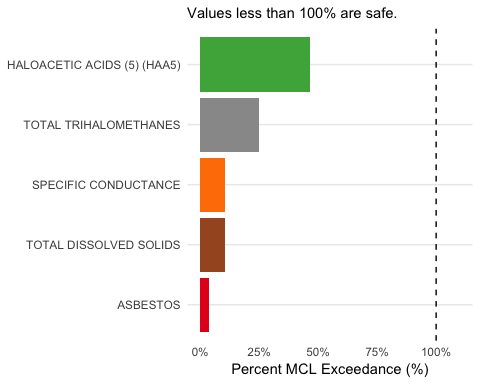 Values less than 100% are safe.
HALOACETIC ACIDS (5) (HAA5)
TOTAL TRIHALOMETHANES
SPECIFIC CONDUCTANCE
TOTAL DISSOLVED SOLIDS
ASBESTOS
0% 25% 50% 75% 100%
Percent MCL Exceedance (%)